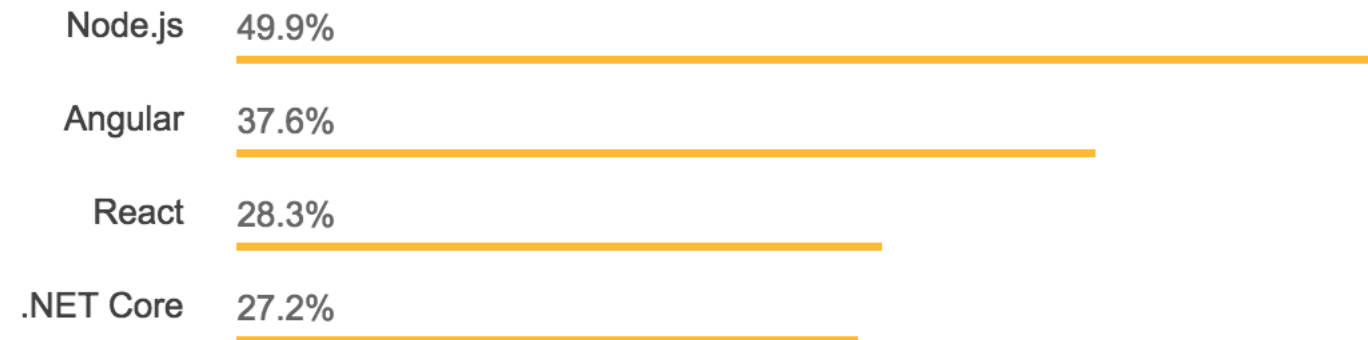 Node.js 49.9%
Angular 37.6%
React 28.3%
.NET Core 27.2%